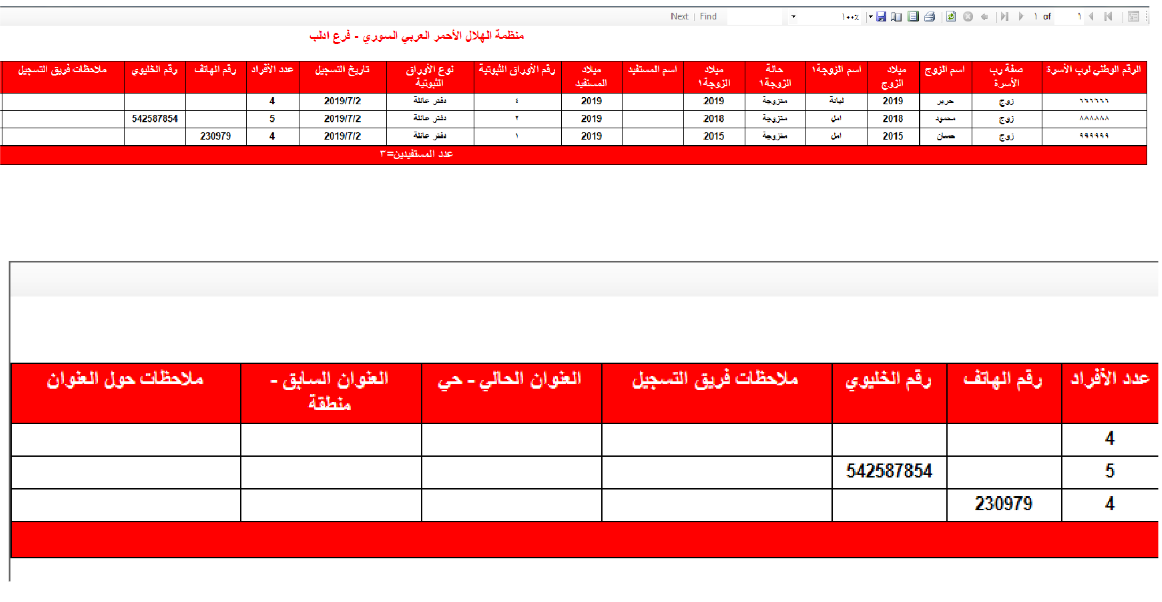 Next | Find ١٠٠% ١ of ١
منظمة الهلال الأحمر العربي السوري - فرع ادلب
الرقم الوطني لرب الأسرة صفة رب الأسرة اسم الزوج ميلاد الزوج اسم الزوجة١ حالة الزوجة١ ميلاد الزوجة١ اسم المستفيد ميلاد المستفيد رقم الأوراق الثبوتية نوع الأوراق الثبوتية تاريخ التسجيل عدد الأفراد رقم الهاتف رقم الخليوي ملاحظات فريق التسجيل
٦٦٦٦٦٦ زوج حرير 2019 ليانة متزوجة 2019 2019 ٤ دفتر عائلة 2019/7/2 4
٨٨٨٨٨٨ زوج محمود 2018 امل متزوجة 2018 2019 ٢ دفتر عائلة 2019/7/2 5 542587854
٩٩٩٩٩٩ زوج حسان 2015 امل متزوجة 2015 2019 ١ دفتر عائلة 2019/7/2 4 230979
عدد المستفيدين=٣
عدد الأفراد رقم الهاتف رقم الخليوي ملاحظات فريق التسجيل العنوان الحالي - حي العنوان السابق - منطقة ملاحظات حول العنوان
4
5 542587854
4 230979